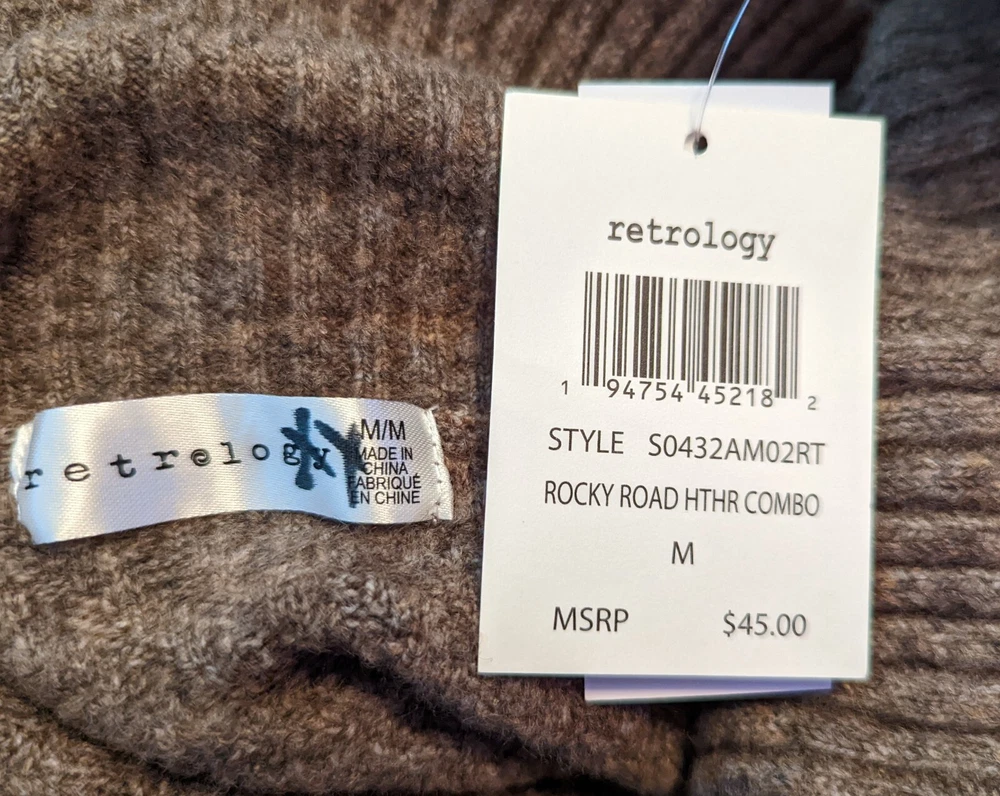 retrology
M/M
MADE IN
CHINA
FABRIQUÉ
EN CHINE
retrology
1 94754 45218 2
STYLE S0432AM02RT
ROCKY ROAD HTHR COMBO
M
MSRP $45.00